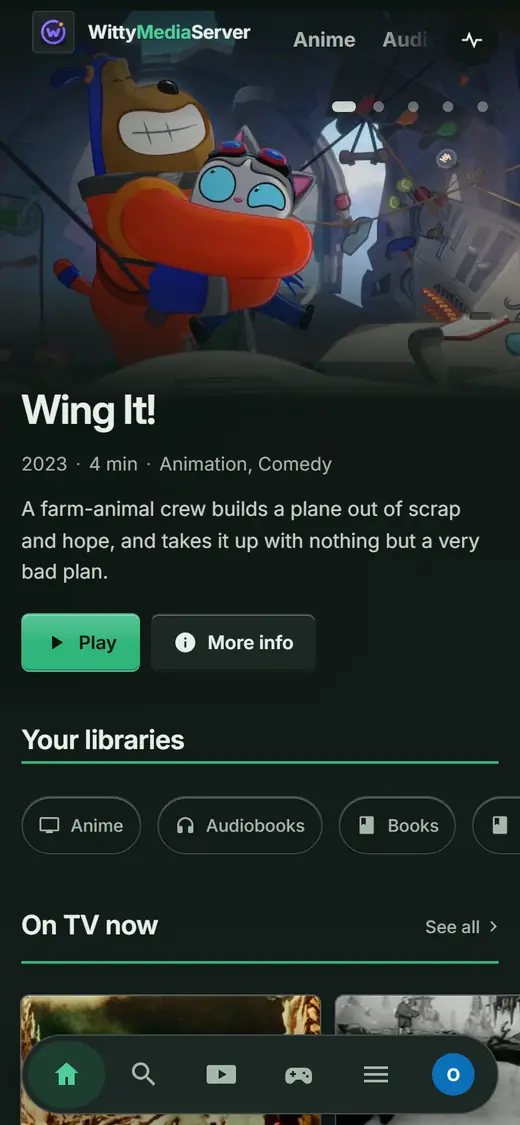 WittyMediaServer
Anime
Wing It!
2023 · 4 min · Animation, Comedy
A farm-animal crew builds a plane out of scrap
and hope, and takes it up with nothing but a very
bad plan.
Play
More info
Your libraries
Anime
Audiobooks
Books
On TV now
See all
O